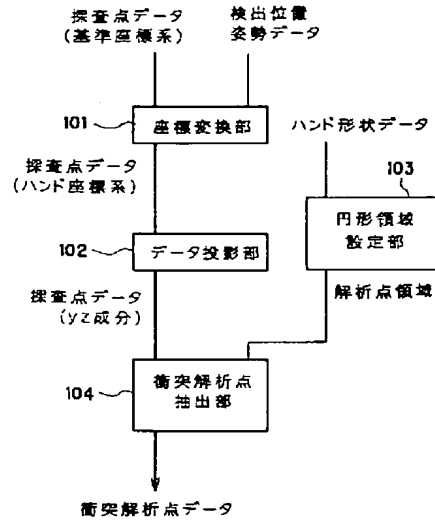 探査点データ
(基準座標系)
検出位置
姿勢データ
101
座標変換部
ハンド形状データ
探査点データ
(ハンド座標系)
103
円形領域
設定部
102
データ投影部
探査点データ
(yz成分)
解析点領域
104
衝突解析点
抽出部
衝突解析点データ